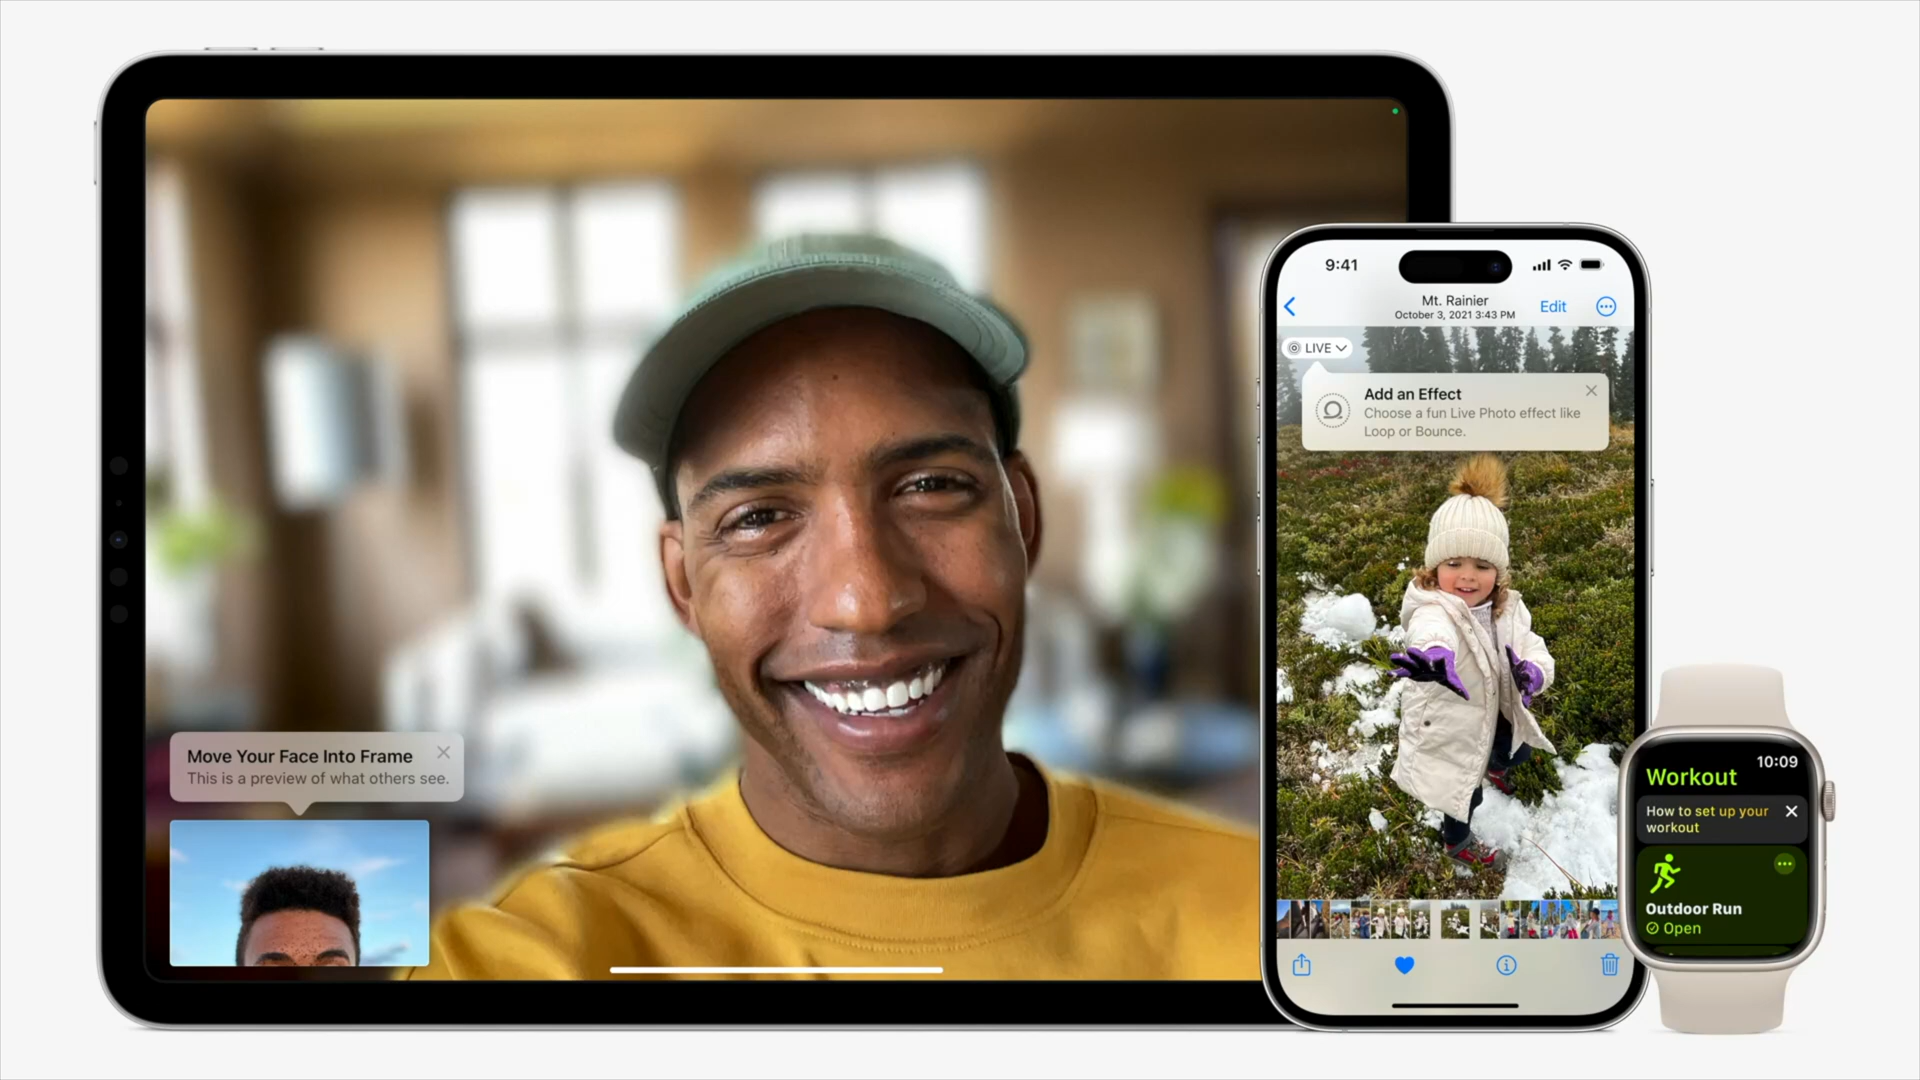 Move Your Face Into Frame
This is a preview of what others see.
9:41
Mt. Rainier
October 3, 2021 3:43 PM
Edit
LIVE
Add an Effect
Choose a fun Live Photo effect like
Loop or Bounce.
10:09
Workout
How to set up your
workout
Outdoor Run
Open